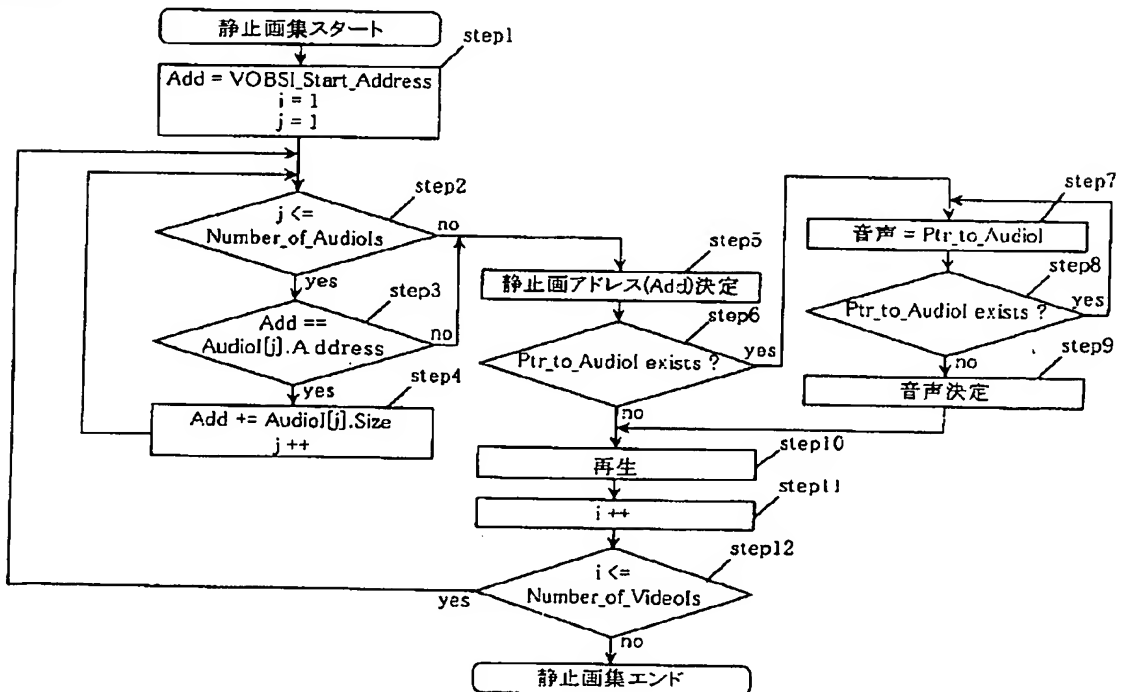 静止画集スタート
step1
Add = VOBSI_Start_Address
i = 1
j = 1
step2
j <=
Number_of_AudioIs
no
yes
step3
Add ==
AudioI[j].Address
no
yes
step4
Add += AudioI[j].Size
j ++
step5
静止画アドレス(Add)決定
step6
Ptr_to_AudioI exists ?
yes
no
step7
音声 = Ptr_to_AudioI
step8
Ptr_to_AudioI exists ?
yes
no
step9
音声決定
step10
再生
step11
i ++
step12
i <=
Number_of_VideoIs
yes
no
静止画集エンド